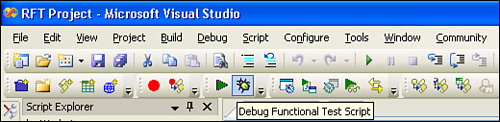 RFT Project - Microsoft Visual Studio
File Edit View Project Build Debug Script Configure Tools Window Community
Script Explorer
Debug Functional Test Script